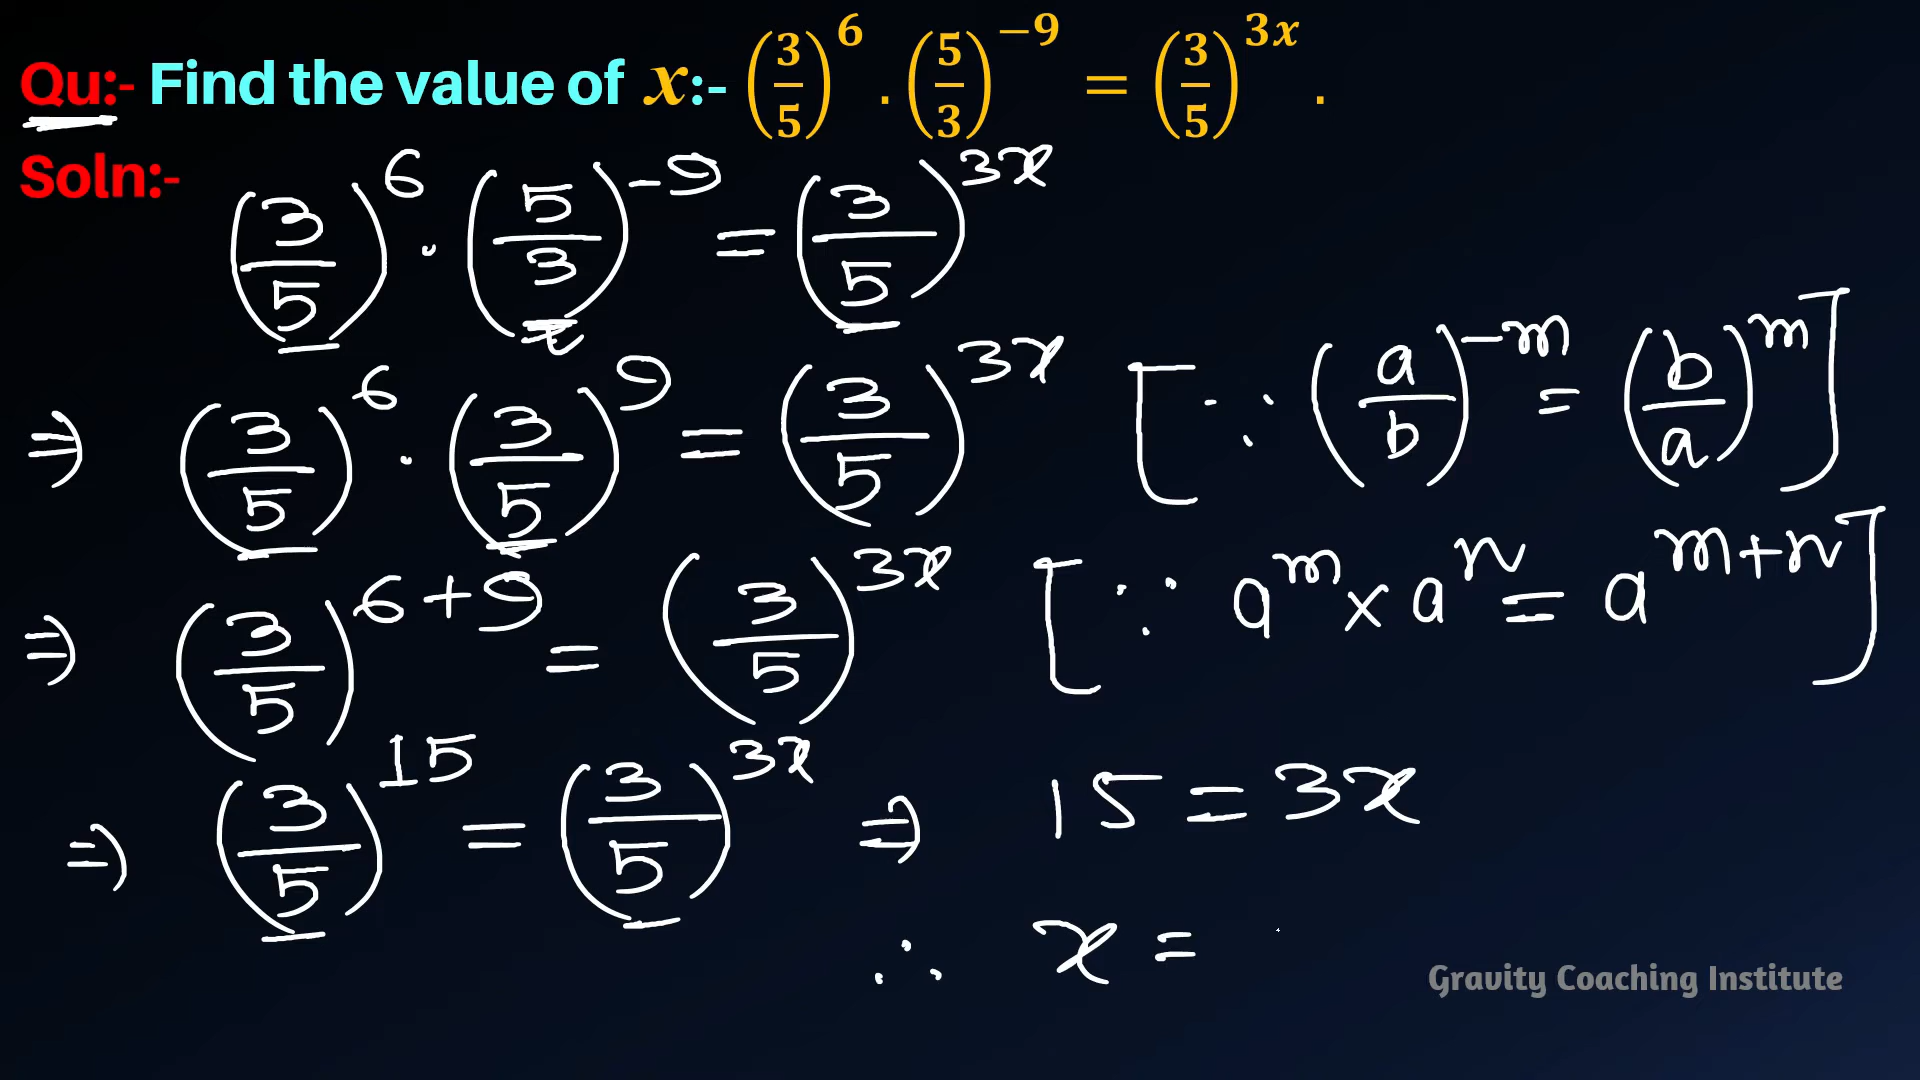 Qu:- Find the value of x:- (3/5)^6 . (5/3)^−9 = (3/5)^3x .
Soln:- (3/5)^6 · (5/3)^-9 = (3/5)^3x
⇒ (3/5)^6 · (3/5)^9 = (3/5)^3x [∵ (a/b)^-m = (b/a)^m]
⇒ (3/5)^6+9 = (3/5)^3x [∵ a^m × a^n = a^m+n]
⇒ (3/5)^15 = (3/5)^3x ⇒ 15 = 3x
∴ x =
Gravity Coaching Institute